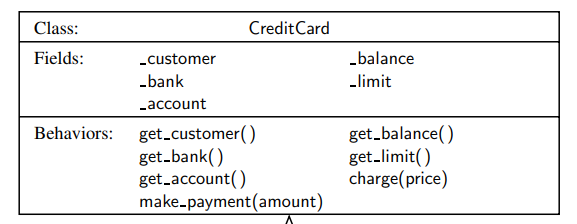 Class: CreditCard
Fields: _customer _balance
_bank _limit
_account
Behaviors: get_customer( ) get_balance( )
get_bank( ) get_limit( )
get_account( ) charge(price)
make_payment(amount)